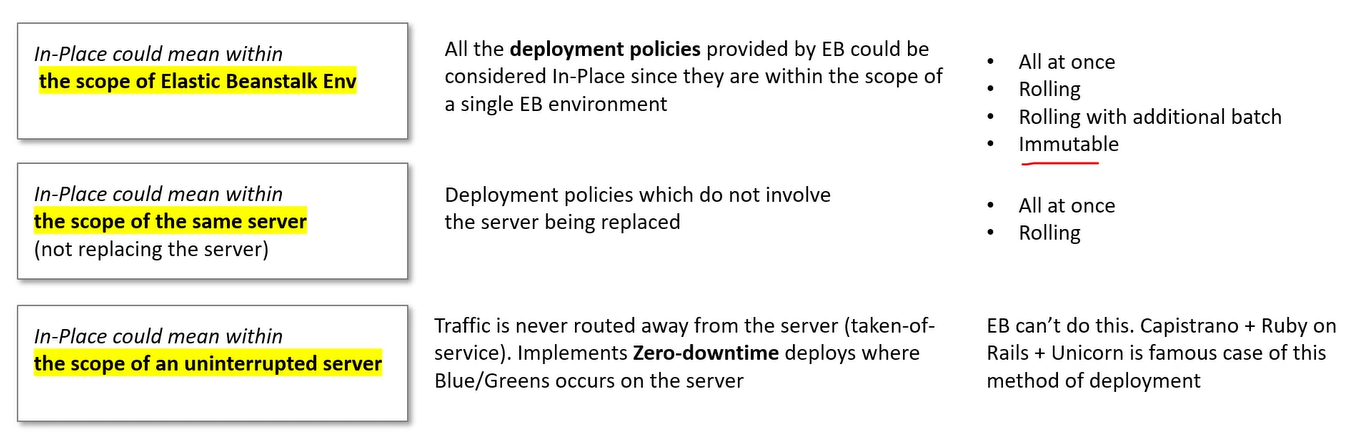 In-Place could mean within
the scope of Elastic Beanstalk Env
All the deployment policies provided by EB could be
considered In-Place since they are within the scope of
a single EB environment
• All at once
• Rolling
• Rolling with additional batch
• Immutable
In-Place could mean within
the scope of the same server
(not replacing the server)
Deployment policies which do not involve
the server being replaced
• All at once
• Rolling
In-Place could mean within
the scope of an uninterrupted server
Traffic is never routed away from the server (taken-of-
service). Implements Zero-downtime deploys where
Blue/Greens occurs on the server
EB can’t do this. Capistrano + Ruby on
Rails + Unicorn is famous case of this
method of deployment